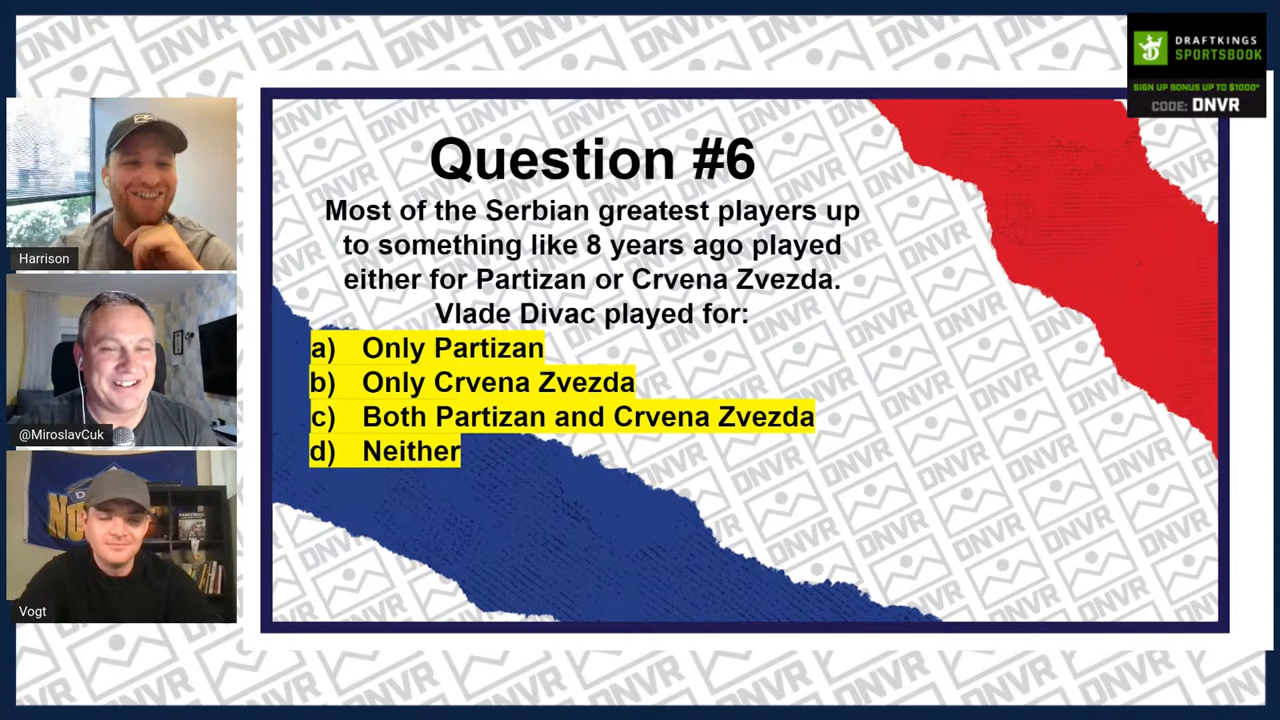 DRAFTKINGS
SPORTSBOOK
SIGN UP BONUS UP TO $1000*
CODE: DNVR
Question #6
Most of the Serbian greatest players up
to something like 8 years ago played
either for Partizan or Crvena Zvezda.
Vlade Divac played for:
a) Only Partizan
b) Only Crvena Zvezda
c) Both Partizan and Crvena Zvezda
d) Neither
Harrison
@MiroslavCuk
Vogt
DNVR